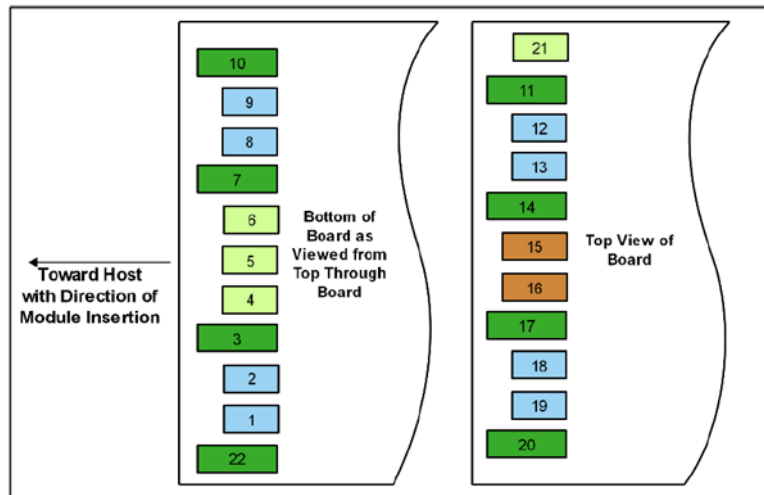 10
9
8
7
6
5
4
3
2
1
22
Bottom of
Board as
Viewed from
Top Through
Board
Toward Host
with Direction of
Module Insertion
21
11
12
13
14
15
16
17
18
19
20
Top View of
Board